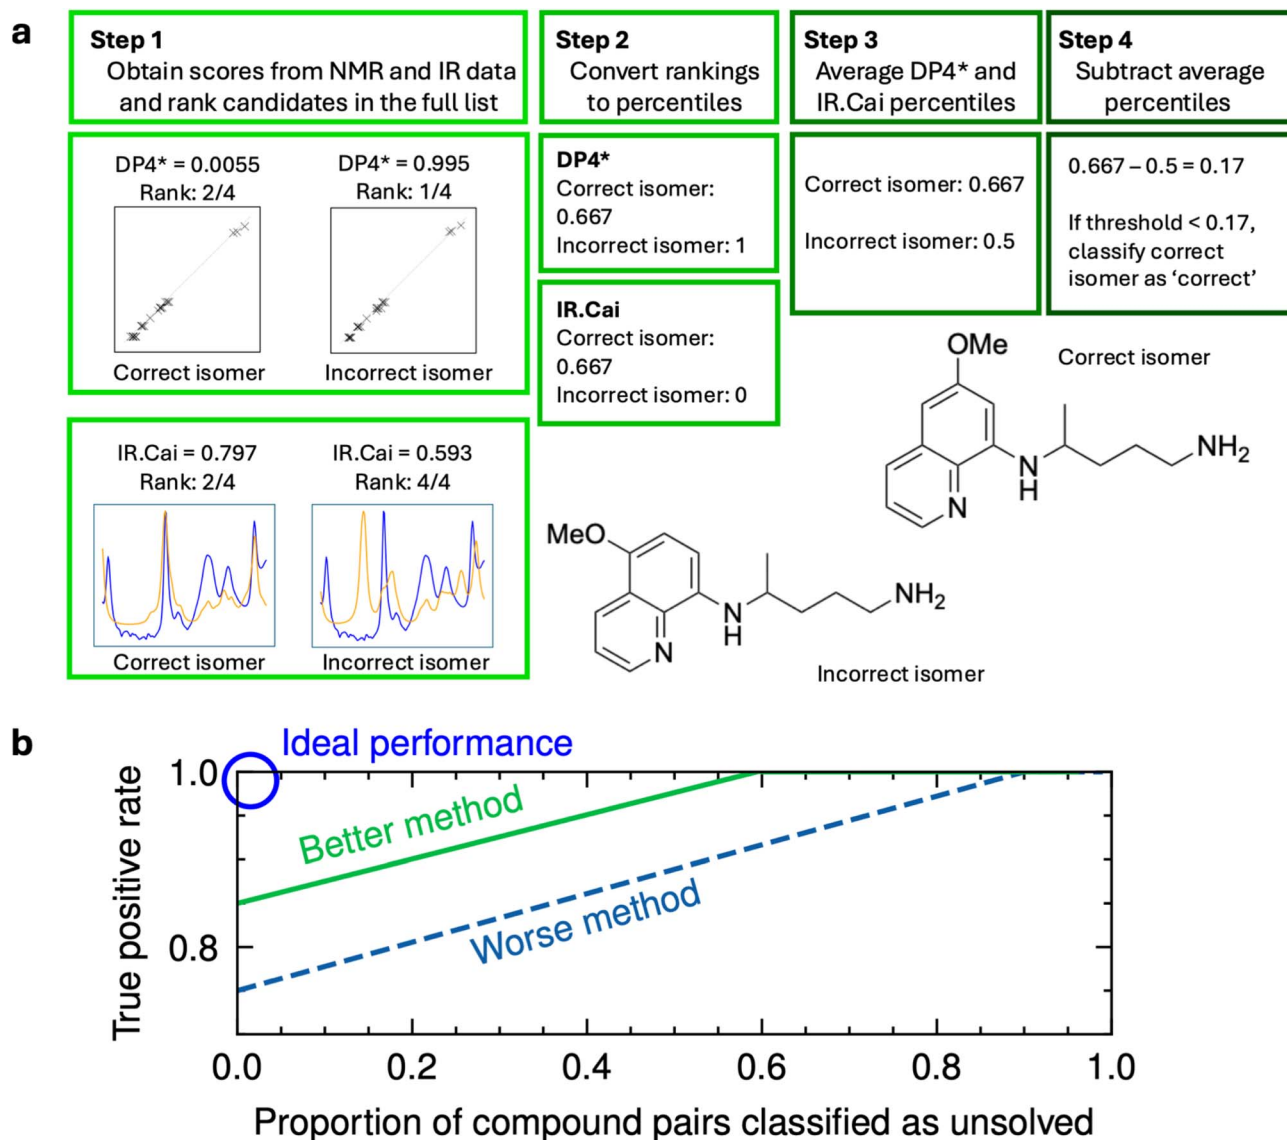 a
Step 1
Obtain scores from NMR and IR data
and rank candidates in the full list
Step 2
Convert rankings
to percentiles
Step 3
Average DP4* and
IR.Cai percentiles
Step 4
Subtract average
percentiles
DP4* = 0.0055
Rank: 2/4
DP4* = 0.995
Rank: 1/4
Correct isomer
Incorrect isomer
IR.Cai = 0.797
Rank: 2/4
IR.Cai = 0.593
Rank: 4/4
Correct isomer
Incorrect isomer
DP4*
Correct isomer:
0.667
Incorrect isomer: 1
IR.Cai
Correct isomer:
0.667
Incorrect isomer: 0
Correct isomer: 0.667
Incorrect isomer: 0.5
0.667 – 0.5 = 0.17
If threshold < 0.17,
classify correct
isomer as ‘correct’
OMe
Correct isomer
N
H
NH2
N
MeO
N
H
NH2
N
Incorrect isomer
b
Ideal performance
Better method
Worse method
True positive rate
1.0
0.8
0.0 0.2 0.4 0.6 0.8 1.0
Proportion of compound pairs classified as unsolved